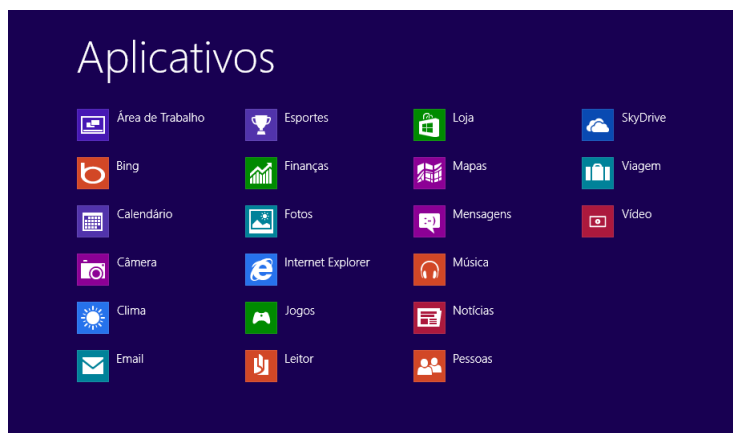 Aplicativos
Área de Trabalho
Bing
Calendário
Câmera
Clima
Email
Esportes
Finanças
Fotos
Internet Explorer
Jogos
Leitor
Loja
Mapas
Mensagens
Música
Notícias
Pessoas
SkyDrive
Viagem
Vídeo